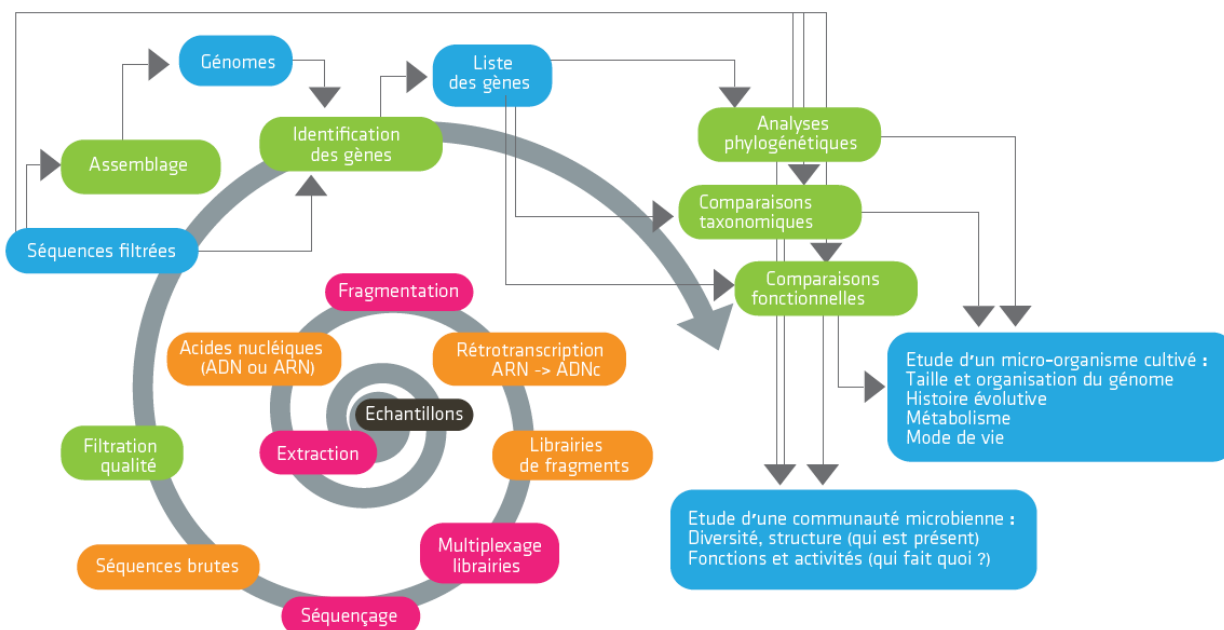 Génomes
Liste
des gènes
Identification
des gènes
Analyses
phylogénétiques
Assemblage
Comparaisons
taxonomiques
Séquences filtrées
Comparaisons
fonctionnelles
Fragmentation
Acides nucléiques
(ADN ou ARN)
Rétrotranscription
ARN -> ADNc
Echantillons
Extraction
Filtration
qualité
Librairies
de fragments
Etude d'un micro-organisme cultivé :
Taille et organisation du génome
Histoire évolutive
Métabolisme
Mode de vie
Multiplexage
librairies
Séquences brutes
Séquençage
Etude d'une communauté microbienne :
Diversité, structure (qui est présent)
Fonctions et activités (qui fait quoi ?)